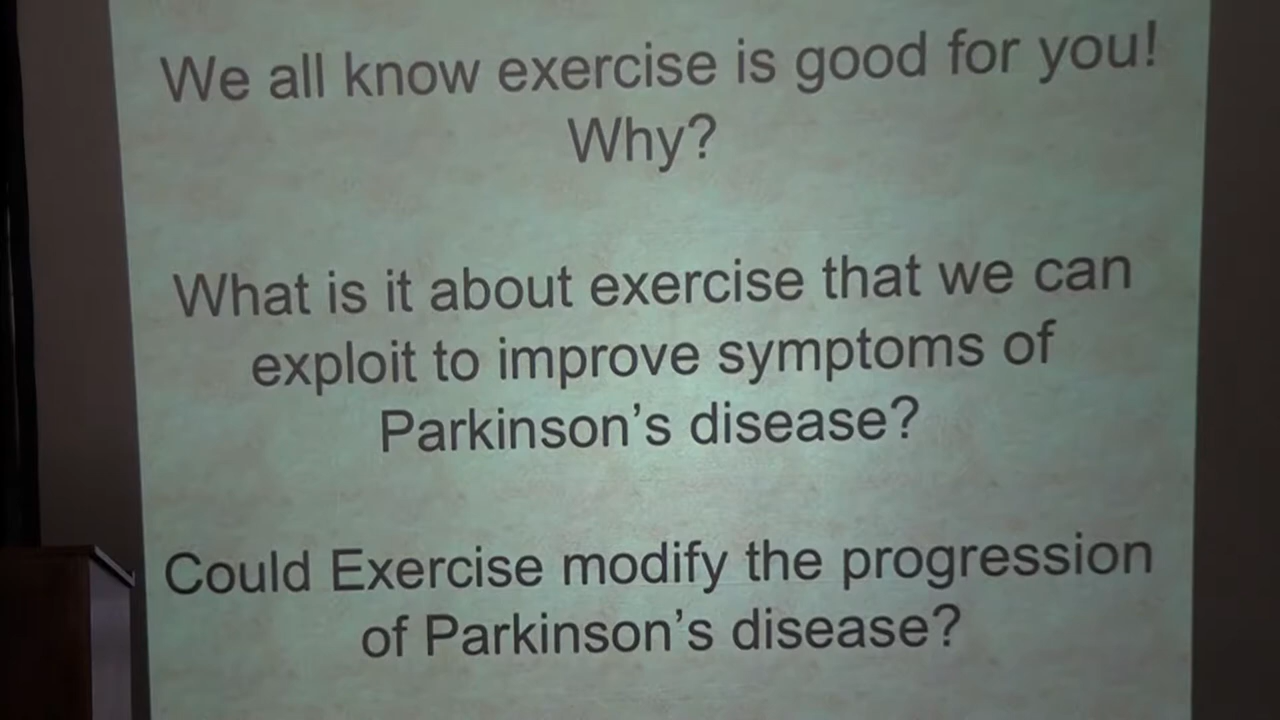 We all know exercise is good for you!
Why?
What is it about exercise that we can
exploit to improve symptoms of
Parkinson's disease?
Could Exercise modify the progression
of Parkinson's disease?